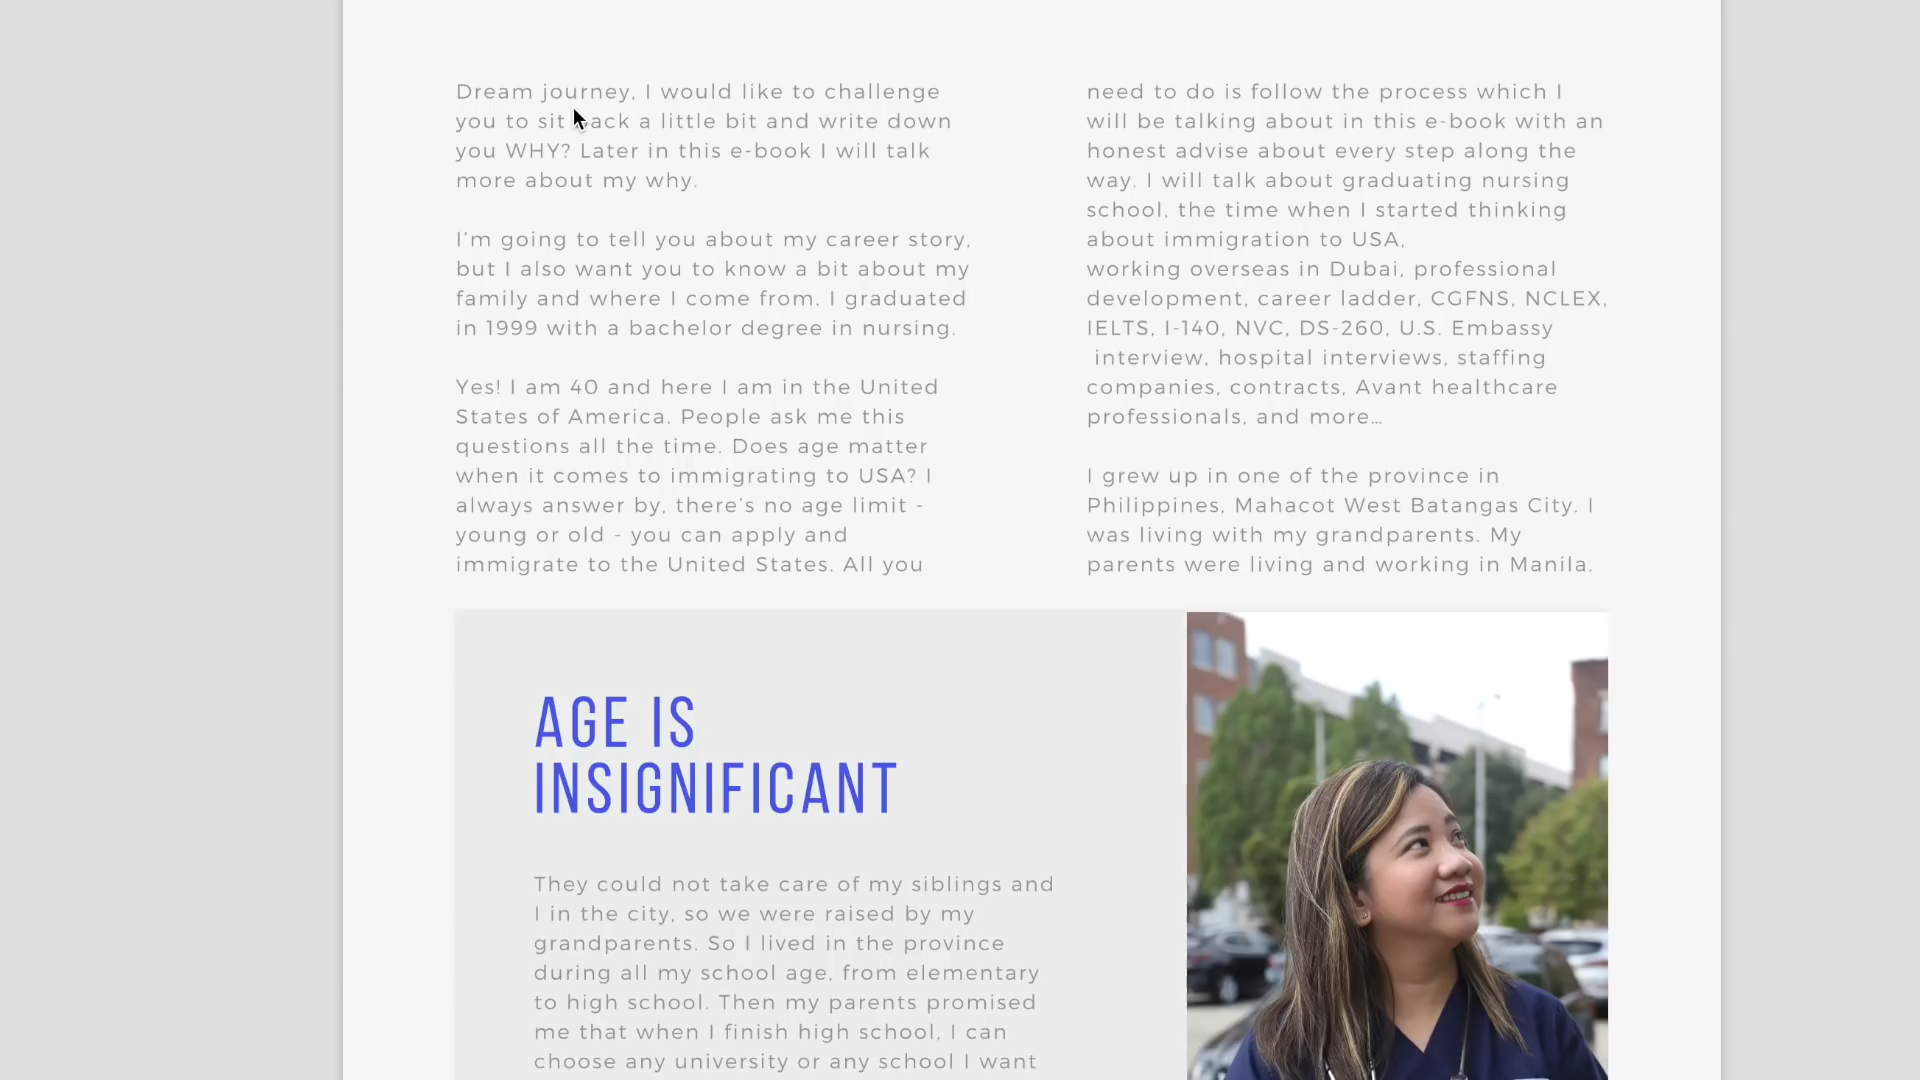 Dream journey, I would like to challenge
you to sit back a little bit and write down
you WHY? Later in this e-book I will talk
more about my why.
I'm going to tell you about my career story,
but I also want you to know a bit about my
family and where I come from. I graduated
in 1999 with a bachelor degree in nursing.
Yes! I am 40 and here I am in the United
States of America. People ask me this
questions all the time. Does age matter
when it comes to immigrating to USA? I
always answer by, there's no age limit -
young or old - you can apply and
immigrate to the United States. All you
need to do is follow the process which I
will be talking about in this e-book with an
honest advise about every step along the
way. I will talk about graduating nursing
school, the time when I started thinking
about immigration to USA,
working overseas in Dubai, professional
development, career ladder, CGFNS, NCLEX,
IELTS, I-140, NVC, DS-260, U.S. Embassy
interview, hospital interviews, staffing
companies, contracts, Avant healthcare
professionals, and more…
I grew up in one of the province in
Philippines, Mahacot West Batangas City. I
was living with my grandparents. My
parents were living and working in Manila.
AGE IS
INSIGNIFICANT
They could not take care of my siblings and
I in the city, so we were raised by my
grandparents. So I lived in the province
during all my school age, from elementary
to high school. Then my parents promised
me that when I finish high school, I can
choose any university or any school I want